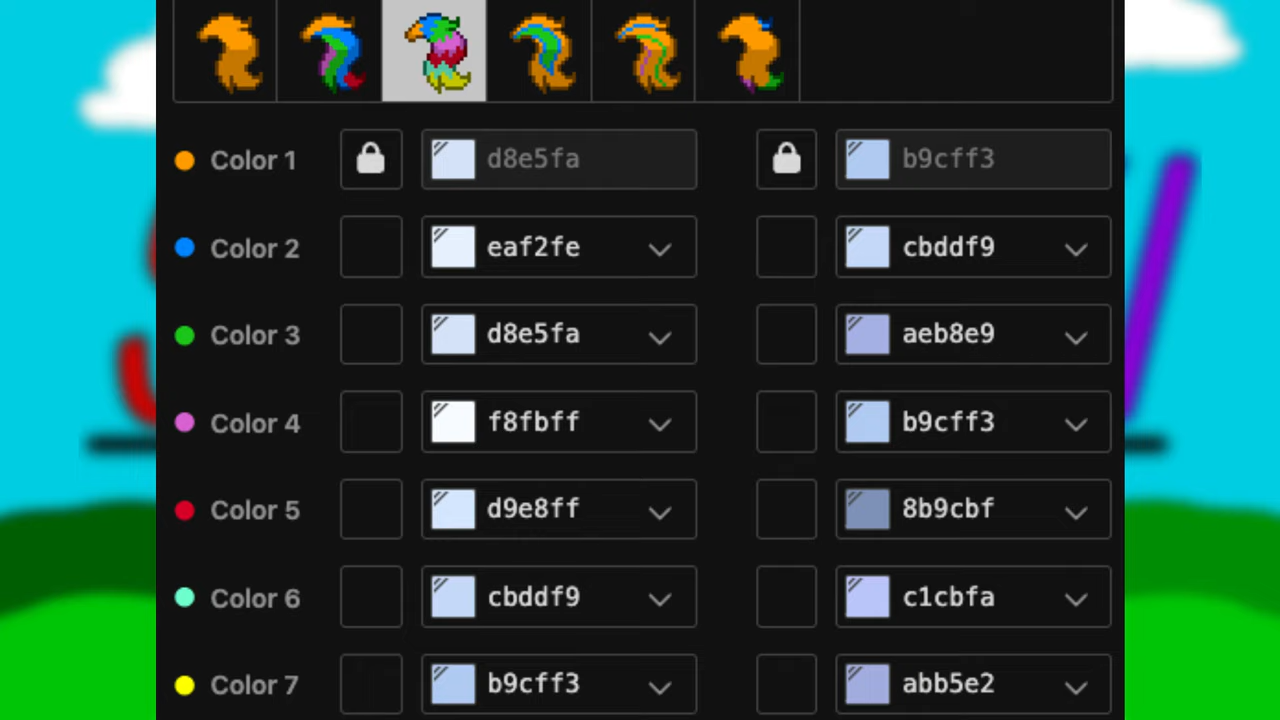 Color 1 d8e5fa b9cff3
Color 2 eaf2fe cbddf9
Color 3 d8e5fa aeb8e9
Color 4 f8fbff b9cff3
Color 5 d9e8ff 8b9cbf
Color 6 cbddf9 c1cbfa
Color 7 b9cff3 abb5e2